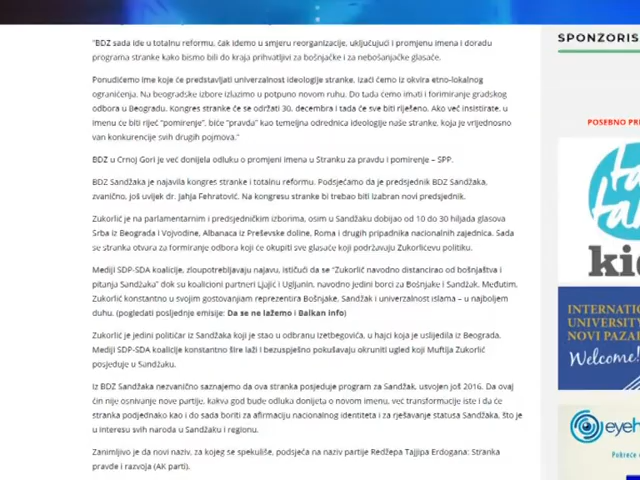 "BDZ sada ide u totalnu reformu, čak idemo u smjeru reorganizacije, uključujući i promjenu imena i doradu
programa stranke kako bismo bili do kraja prihvatljivi za bošnjačke i za nebošnjačke glasače.
Ponudićemo ime koje će predstavljati univerzalnost ideologije stranke, izaći ćemo iz okvira etno-lokalnog
ograničenja. Na beogradske izbore izlazimo u potpuno novom ruhu. Do tada ćemo imati i formiranje gradskog
odbora u Beogradu. Kongres stranke će se održati 30. decembra i tada će sve biti riješeno. Ako već insistirate, u
imenu će biti riječ "pomirenje", biće "pravda" kao temeljna odrednica ideologije naše stranke, koja je vrijednosno
van konkurencije svih drugih pojmova."
BDZ u Crnoj Gori je već donijela odluku o promjeni imena u Stranku za pravdu i pomirenje – SPP.
BDZ Sandžaka je najavila kongres stranke i totalnu reformu. Podsjećamo da je predsjednik BDZ Sandžaka,
zvanično, još uvijek dr. Jahja Fehratović. Na kongresu stranke bi trebao biti izabran novi predsjednik.
Zukorlić je na parlamentarnim i predsjedničkim izborima, osim u Sandžaku dobijao od 10 do 30 hiljada glasova
Srba iz Beograda i Vojvodine, Albanaca iz Preševske doline, Roma i drugih pripadnika nacionalnih zajednica. Sada
se stranka otvara za formiranje odbora koji će okupiti sve glasače koji podržavaju Zukorlićevu politiku.
Mediji SDP-SDA koalicije, zloupotrebljavaju najavu, ističući da se "Zukorlić navodno distancirao od bošnjaštva i
pitanja Sandžaka" dok su koalicioni partneri Ljajić i Ugljanin, navodno jedini borci za Bošnjake i Sandžak. Međutim,
Zukorlić konstantno u svojim gostovanjam reprezentira Bošnjake, Sandžak i univerzalnost islama – u najboljem
duhu. (pogledati posljednje emisije: Da se ne lažemo i Balkan info)
Zukorlić je jedini političar iz Sandžaka koji je stao u odbranu Izetbegovića, u hajci koja je uslijedila iz Beograda.
Mediji SDP-SDA koalicije konstantno šire laži i bezuspješno pokušavaju okruniti ugled koji Muftija Zukorlić
posjeduje u Sandžaku.
Iz BDZ Sandžaka nezvanično saznajemo da ova stranka posjeduje program za Sandžak, usvojen još 2016. Da ovaj
čin nije osnivanje nove partije, kakva god bude odluka donijeta o novom imenu, već transformacije iste i da će
stranka podjednako kao i do sada boriti za afirmaciju nacionalnog identiteta i za rješavanje statusa Sandžaka, što je
u interesu svih naroda u Sandžaku i regionu.
Zanimljivo je da novi naziv, za kojeg se spekuliše, podsjeća na naziv partije Redžepa Tajjipa Erdogana: Stranka
pravde i razvoja (AK parti).
SPONZORIS
POSEBNO PRI
ta
tal
kid
INTERNATION
UNIVERSITY
NOVI PAZAR
Welcome!
eyeh
Pokreće